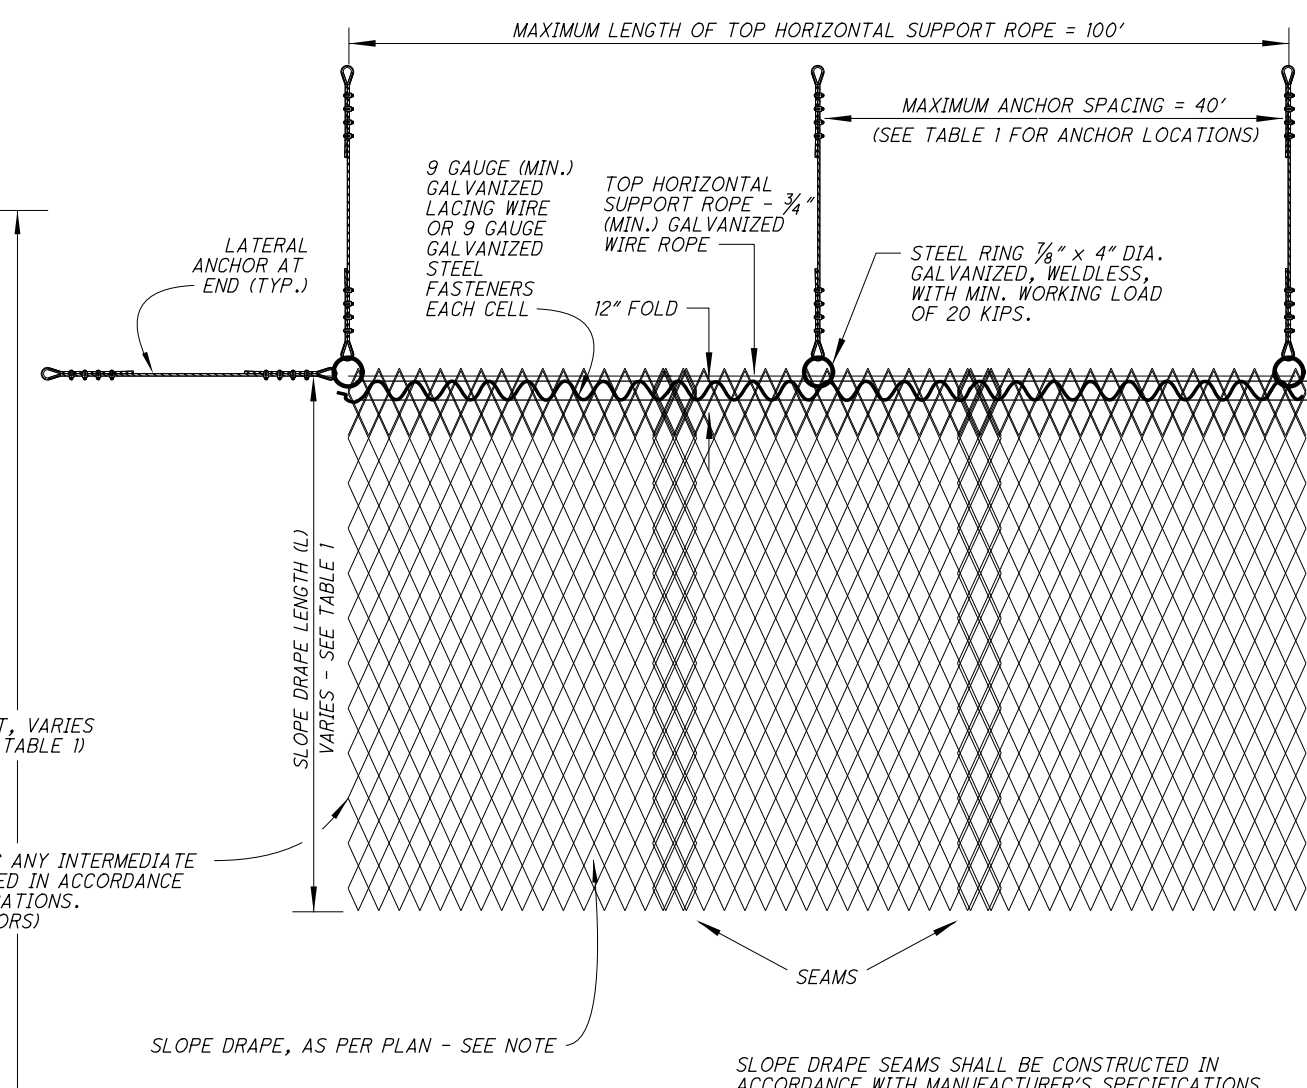 MAXIMUM LENGTH OF TOP HORIZONTAL SUPPORT ROPE = 100'
MAXIMUM ANCHOR SPACING = 40'
(SEE TABLE 1 FOR ANCHOR LOCATIONS)
9 GAUGE (MIN.)
GALVANIZED
LACING WIRE
OR 9 GAUGE
GALVANIZED
STEEL
FASTENERS
EACH CELL
TOP HORIZONTAL
SUPPORT ROPE - 3/4"
(MIN.) GALVANIZED
WIRE ROPE
LATERAL
ANCHOR AT
END (TYP.)
STEEL RING 7/8" x 4" DIA.
GALVANIZED, WELDLESS,
WITH MIN. WORKING LOAD
OF 20 KIPS.
12" FOLD
SLOPE DRAPE LENGTH (L)
VARIES - SEE TABLE 1
T, VARIES
TABLE 1)
ANY INTERMEDIATE
ED IN ACCORDANCE
CATIONS.
ORS)
SEAMS
SLOPE DRAPE, AS PER PLAN - SEE NOTE
SLOPE DRAPE SEAMS SHALL BE CONSTRUCTED IN
ACCORDANCE WITH MANUFACTURER'S SPECIFICATIONS